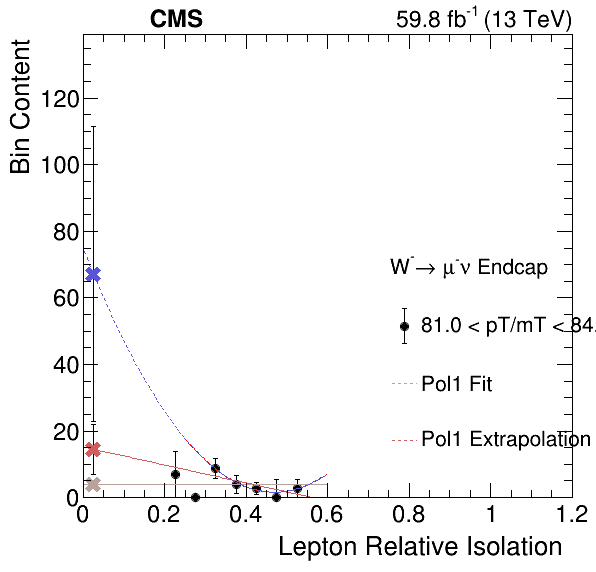 CMS 59.8 fb⁻¹ (13 TeV)
Bin Content
120
100
80
60
40
20
0
W⁻→ μ⁻ν Endcap
81.0 < pT/mT < 84.
Pol1 Fit
Pol1 Extrapolation
0 0.2 0.4 0.6 0.8 1 1.2
Lepton Relative Isolation